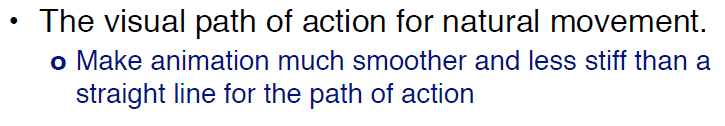 • The visual path of action for natural movement.
o Make animation much smoother and less stiff than a
straight line for the path of action